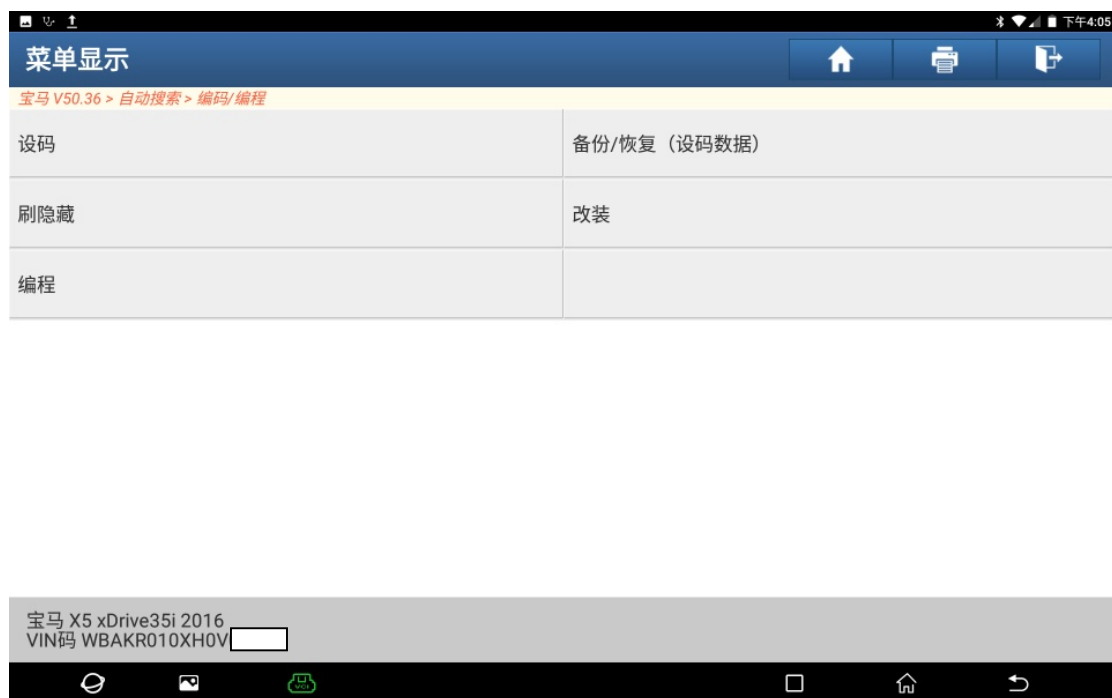 下午4:05
菜单显示
宝马 V50.36 > 自动搜索 > 编码/编程
设码
备份/恢复（设码数据）
刷隐藏
改装
编程
宝马 X5 xDrive35i 2016
VIN码 WBAKR010XH0V
VCI